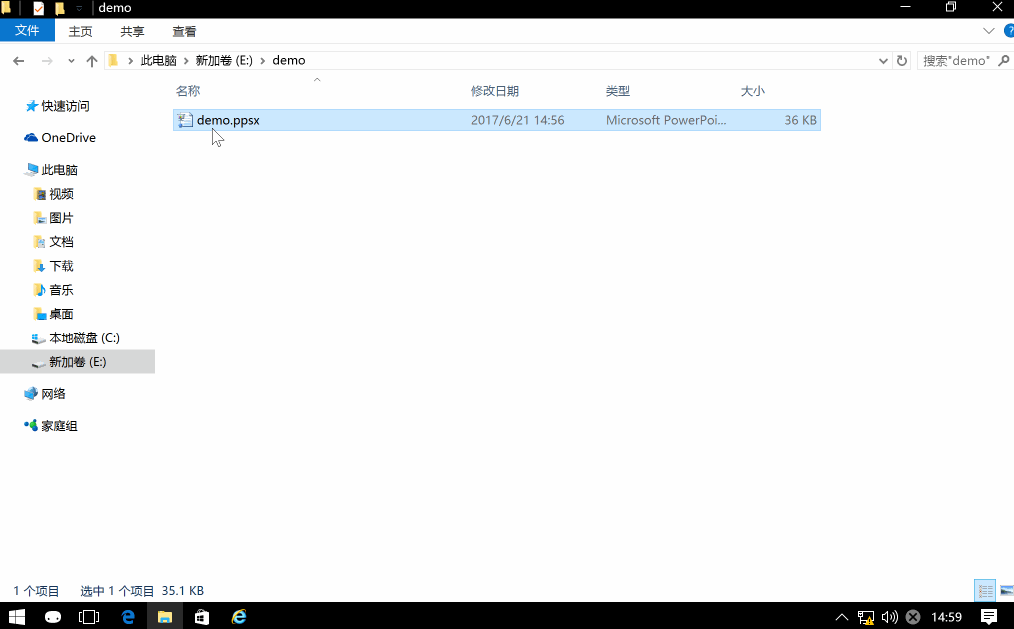 demo
文件 主页 共享 查看
此电脑 > 新加卷 (E:) > demo 搜索"demo"
名称 修改日期 类型 大小
demo.ppsx 2017/6/21 14:56 Microsoft PowerPoi... 36 KB
快速访问
OneDrive
此电脑
视频
图片
文档
下载
音乐
桌面
本地磁盘 (C:)
新加卷 (E:)
网络
家庭组
1 个项目 选中 1 个项目 35.1 KB
14:59